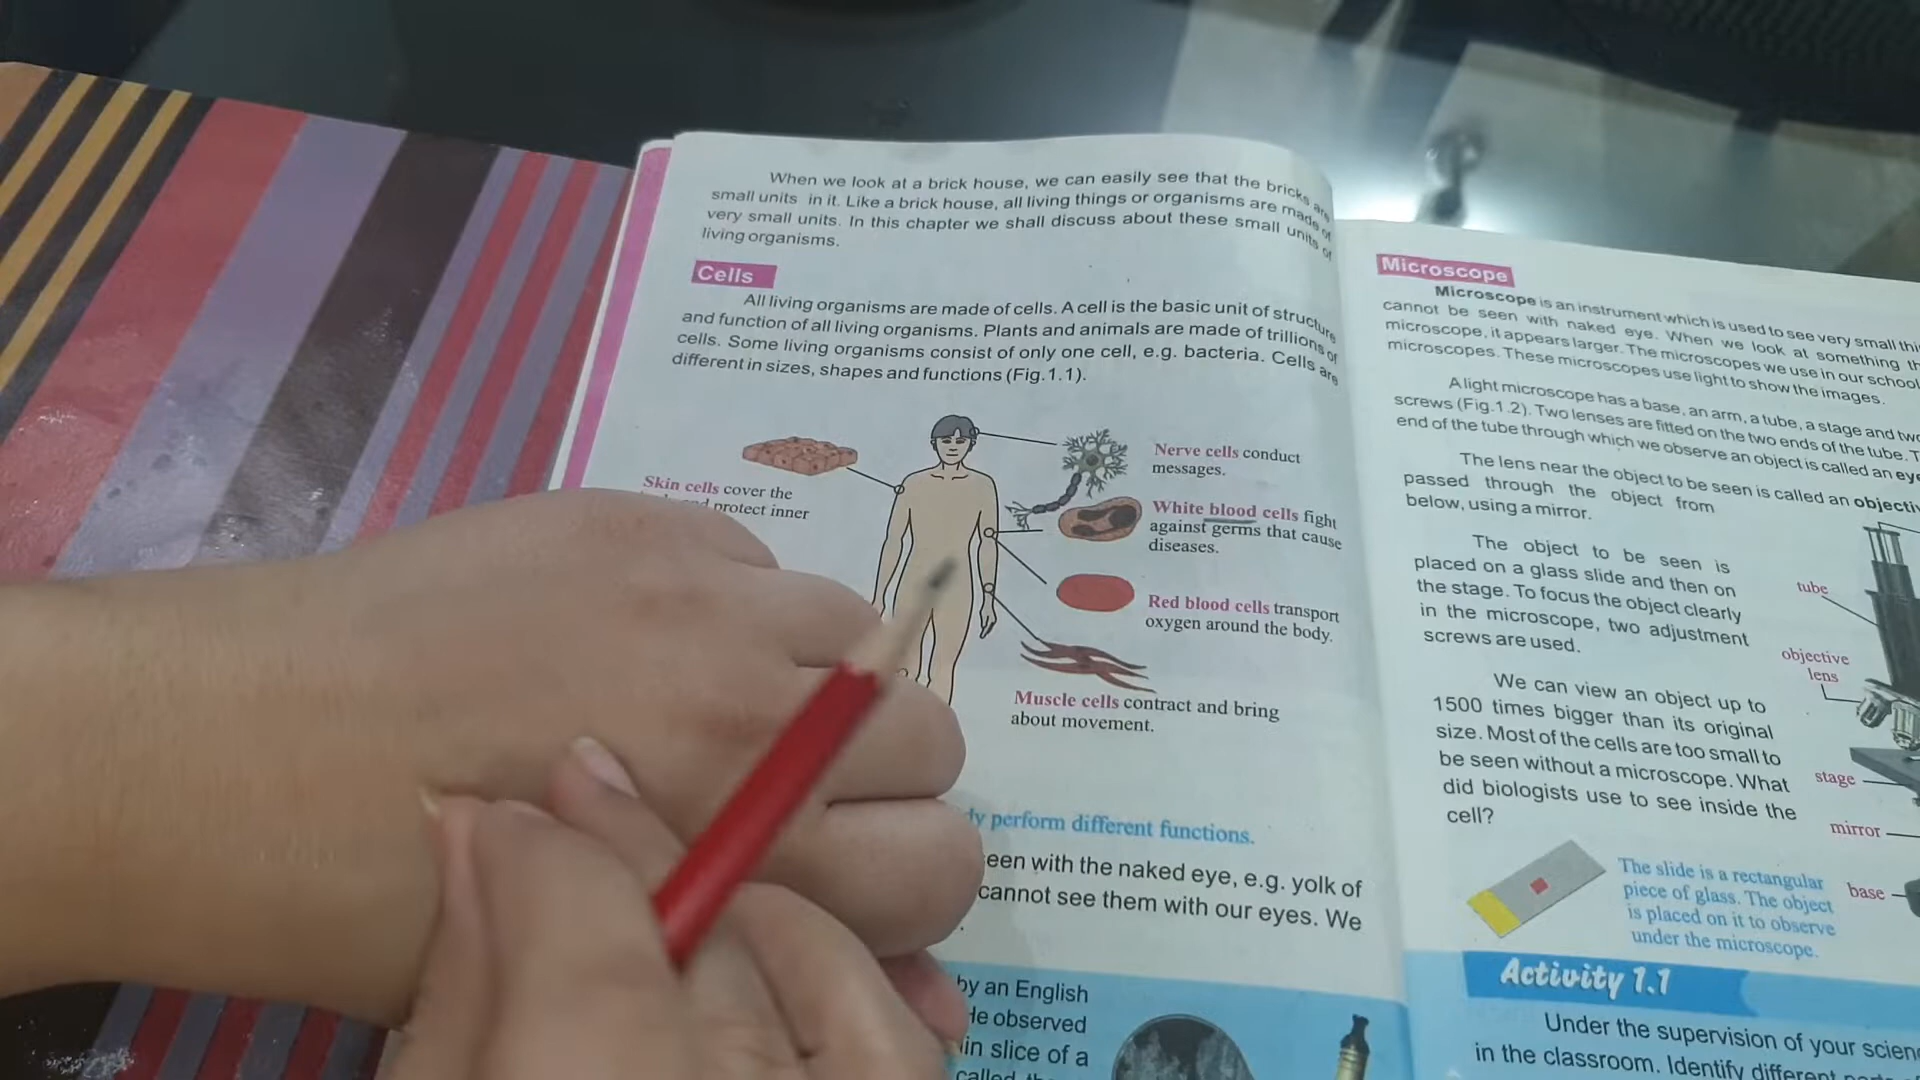 When we look at a brick house, we can easily see that the bricks are
small units in it. Like a brick house, all living things or organisms are made of
very small units. In this chapter we shall discuss about these small units of
living organisms.
Cells
All living organisms are made of cells. A cell is the basic unit of structure
and function of all living organisms. Plants and animals are made of trillions of
cells. Some living organisms consist of only one cell, e.g. bacteria. Cells are
different in sizes, shapes and functions (Fig.1.1).
Skin cells cover the
protect inner
Nerve cells conduct
messages.
White blood cells fight
against germs that cause
diseases.
Red blood cells transport
oxygen around the body.
Muscle cells contract and bring
about movement.
perform different functions.
seen with the naked eye, e.g. yolk of
cannot see them with our eyes. We
by an English
He observed
slice of a
Microscope
Microscope is an instrument which is used to see very small
cannot be seen with naked eye. When we look at something
microscope, it appears larger. The microscopes we use in our school
microscopes. These microscopes use light to show the images.
A light microscope has a base, an arm, a tube, a stage and two
screws (Fig.1.2). Two lenses are fitted on the two ends of the tube.
end of the tube through which we observe an object is called an
The lens near the object to be seen is called an
passed through the object from
below, using a mirror.
The object to be seen is
placed on a glass slide and then on
the stage. To focus the object clearly
in the microscope, two adjustment
screws are used.
We can view an object up to
1500 times bigger than its original
size. Most of the cells are too small to
be seen without a microscope. What
did biologists use to see inside the
cell?
tube
objective
lens
stage
mirror
base
The slide is a rectangular
piece of glass. The object
is placed on it to observe
under the microscope.
Activity 1.1
Under the supervision of your
in the classroom. Identify different